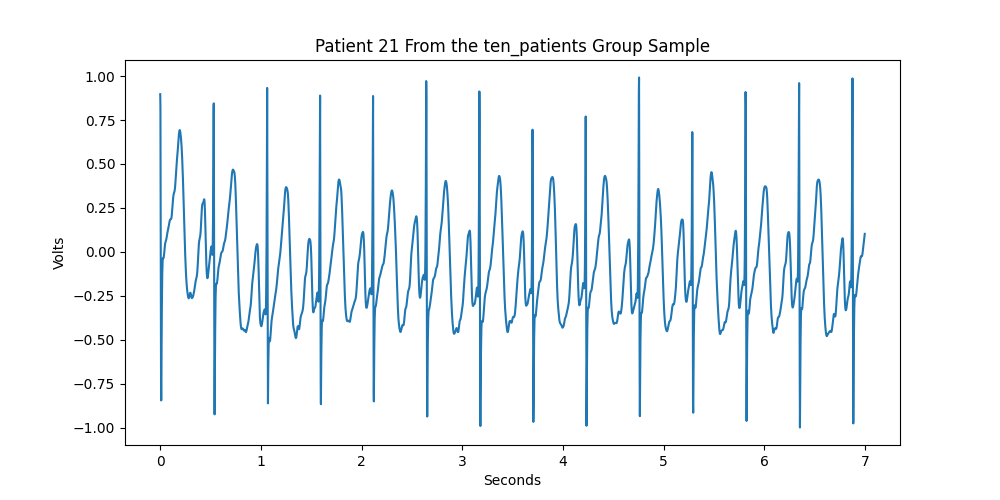 Patient 21 From the ten_patients Group Sample
Volts
1.00
0.75
0.50
0.25
0.00
−0.25
−0.50
−0.75
−1.00
0 1 2 3 4 5 6 7
Seconds